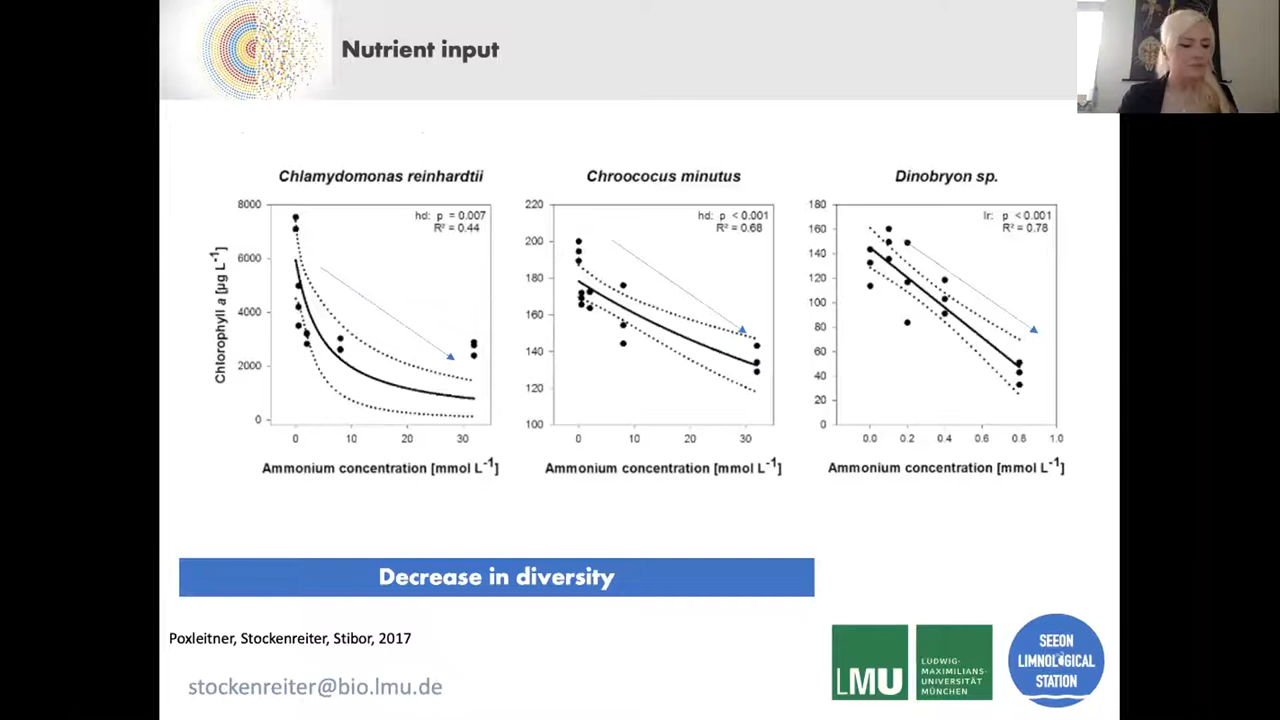 Nutrient input
Chlamydomonas reinhardtii
Chroococus minutus
Dinobryon sp.
8000
6000
4000
2000
0
hd: p = 0.007
R² = 0.44
220
200
180
160
140
120
100
hd: p < 0.001
R² = 0.68
180
160
140
120
100
80
60
40
20
0
lr: p < 0.001
R² = 0.78
Chlorophyll a [µg L⁻¹]
0 10 20 30
0 10 20 30
0.0 0.2 0.4 0.6 0.8 1.0
Ammonium concentration [mmol L⁻¹]
Ammonium concentration [mmol L⁻¹]
Ammonium concentration [mmol L⁻¹]
Decrease in diversity
Poxleitner, Stockenreiter, Stibor, 2017
stockenreiter@bio.lmu.de
LMU
LUDWIG-
MAXIMILIANS-
UNIVERSITÄT
MÜNCHEN
SEEON
LIMNOLOGICAL
STATION